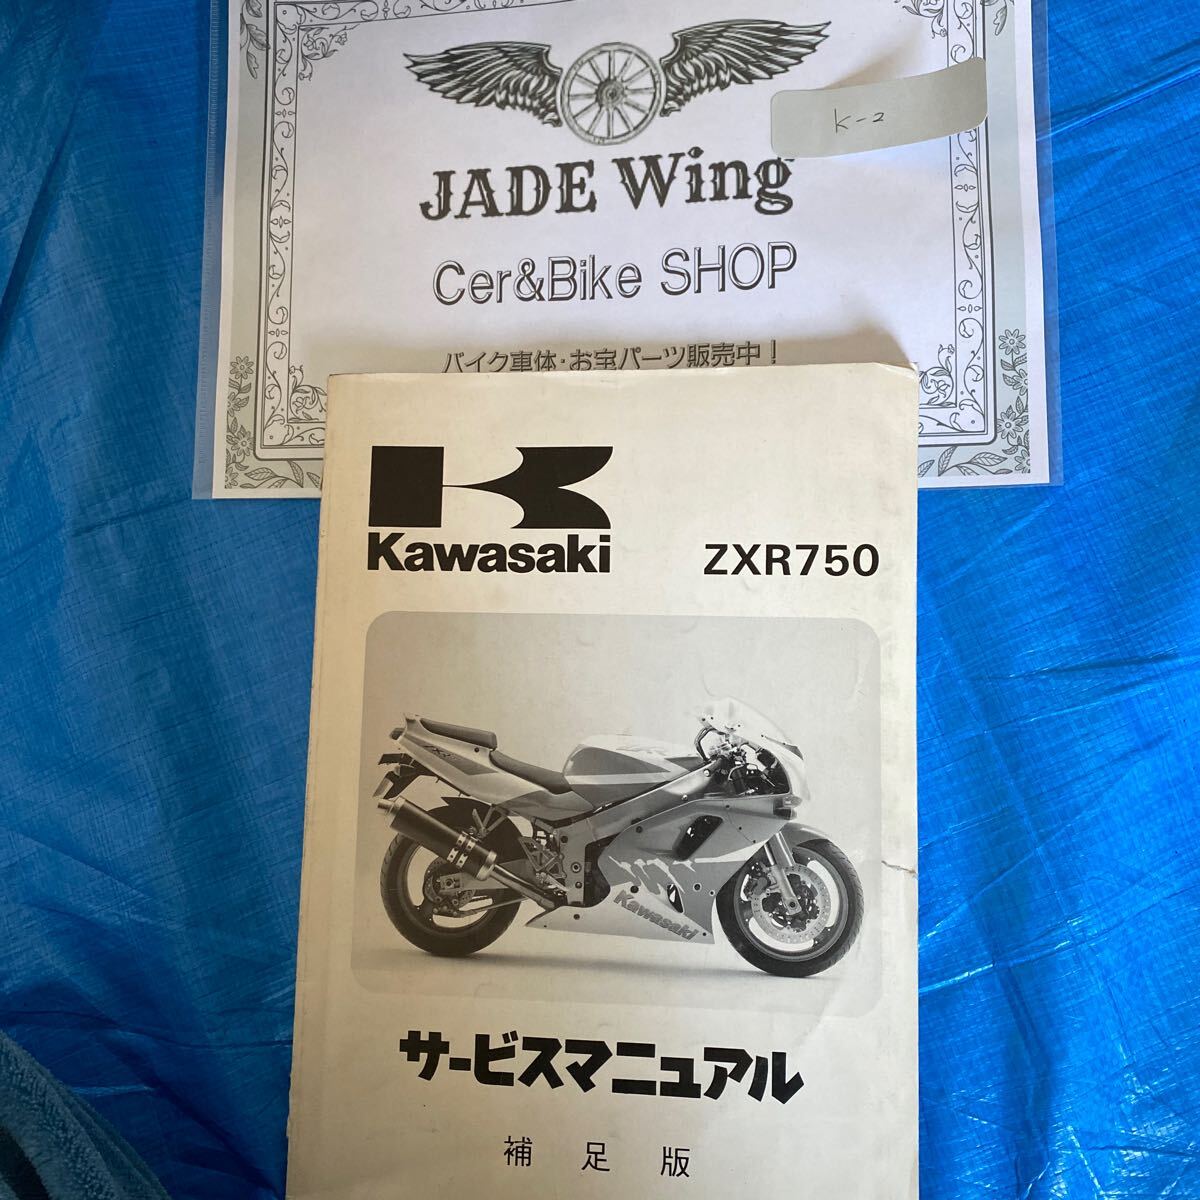 K-2
JADE Wing
Cer&Bike SHOP
バイク車体・お宝パーツ販売中！
Kawasaki
ZXR750
Kawasaki
サービスマニュアル
補足版